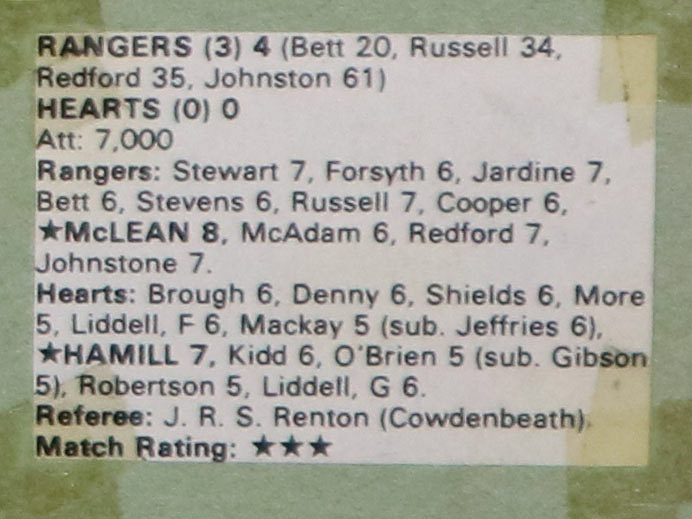 RANGERS (3) 4 (Bett 20, Russell 34,
Redford 35, Johnston 61)
HEARTS (0) 0
Att: 7,000
Rangers: Stewart 7, Forsyth 6, Jardine 7,
Bett 6, Stevens 6, Russell 7, Cooper 6,
★McLEAN 8, McAdam 6, Redford 7,
Johnstone 7.
Hearts: Brough 6, Denny 6, Shields 6, More
5, Liddell, F 6, Mackay 5 (sub. Jeffries 6),
★HAMILL 7, Kidd 6, O'Brien 5 (sub. Gibson
5), Robertson 5, Liddell, G 6.
Referee: J. R. S. Renton (Cowdenbeath).
Match Rating: ★★★